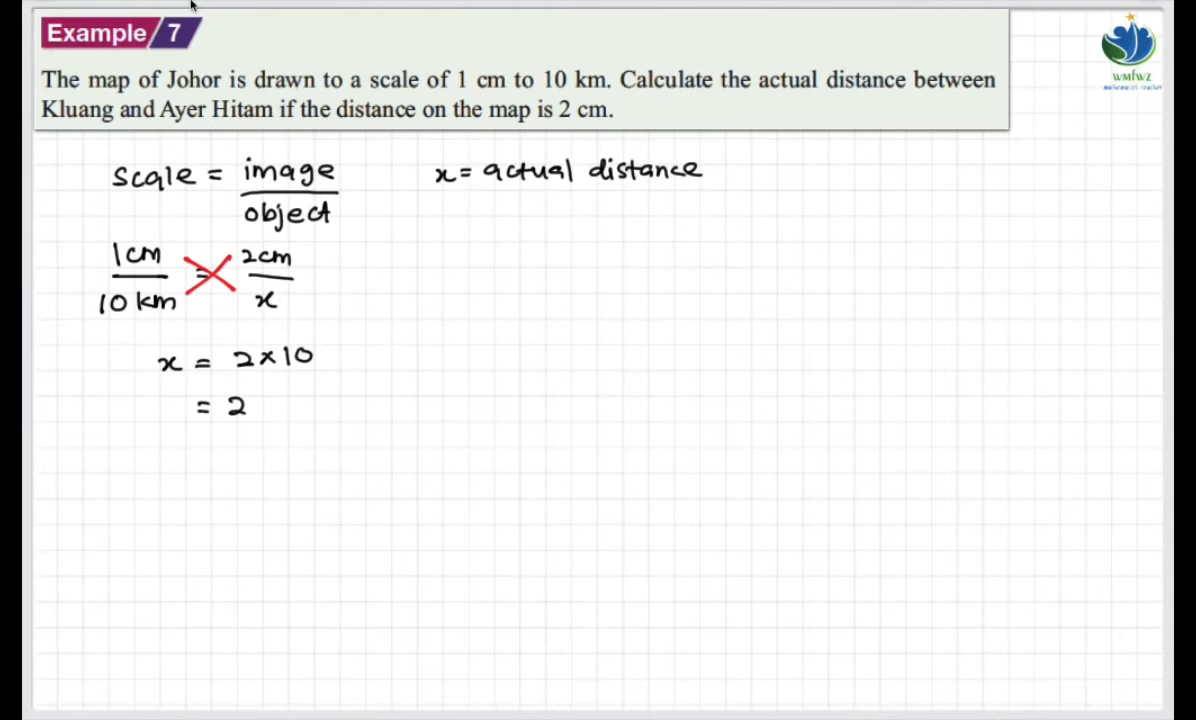 Example 7
The map of Johor is drawn to a scale of 1 cm to 10 km. Calculate the actual distance between
Kluang and Ayer Hitam if the distance on the map is 2 cm.
WMFWZ
scale = image / object
x = actual distance
1cm / 10 km = 2cm / x
x = 2 × 10
= 2